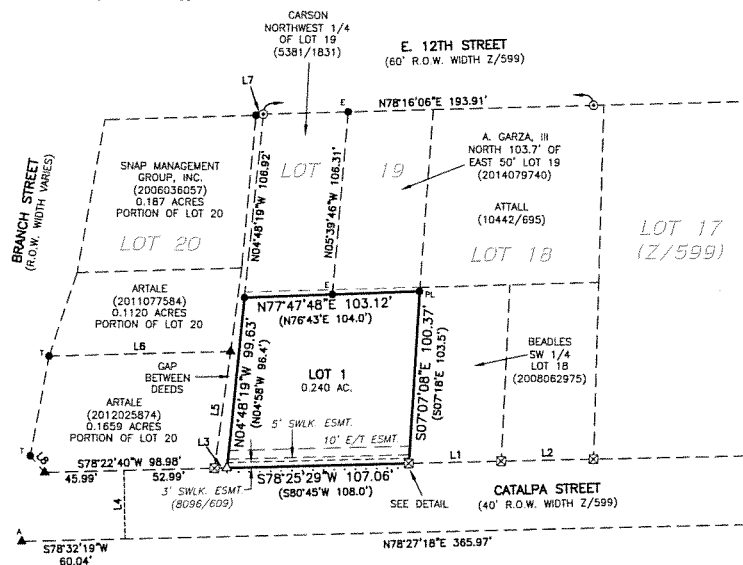 CARSON
NORTHWEST 1/4
OF LOT 19
(5381/1831)
E. 12TH STREET
(60' R.O.W. WIDTH Z/599)
L7
E
N78°16'06"E 193.91'
A. GARZA, III
NORTH 103.7' OF
EAST 50' LOT 19
(2014079740)
SNAP MANAGEMENT
GROUP, INC.
(2006036057)
0.187 ACRES
PORTION OF LOT 20
LOT 20
N04°48'19"W 106.92'
LOT 19
N05°39'46"W 106.31'
ATTALL
(10442/695)
LOT 18
LOT 17
(Z/599)
BRANCH STREET
(R.O.W. WIDTH VARIES)
ARTALE
(2011077584)
0.1120 ACRES
PORTION OF LOT 20
E
N77°47'48"E 103.12'
(N76°43'E 104.0')
PL
T
L6
GAP
BETWEEN
DEEDS
L5
N04°48'19"W 99.63'
(N04°58'W 96.4')
LOT 1
0.240 AC.
S07°07'08"E 100.37'
(S07°18'E 103.5')
BEADLES
SW 1/4
LOT 18
(2008062975)
ARTALE
(2012025874)
0.1659 ACRES
PORTION OF LOT 20
5' SWLK. ESMT.
10' E/T ESMT.
T
L8
S78°22'40"W 98.98'
45.99'
52.99'
L3
L1
L2
S78°25'29"W 107.06'
(S80°45'W 108.0')
3' SWLK. ESMT.
(8096/609)
SEE DETAIL
CATALPA STREET
(40' R.O.W. WIDTH Z/599)
L4
A
S78°32'19"W
60.04'
N78°27'18"E 365.97'